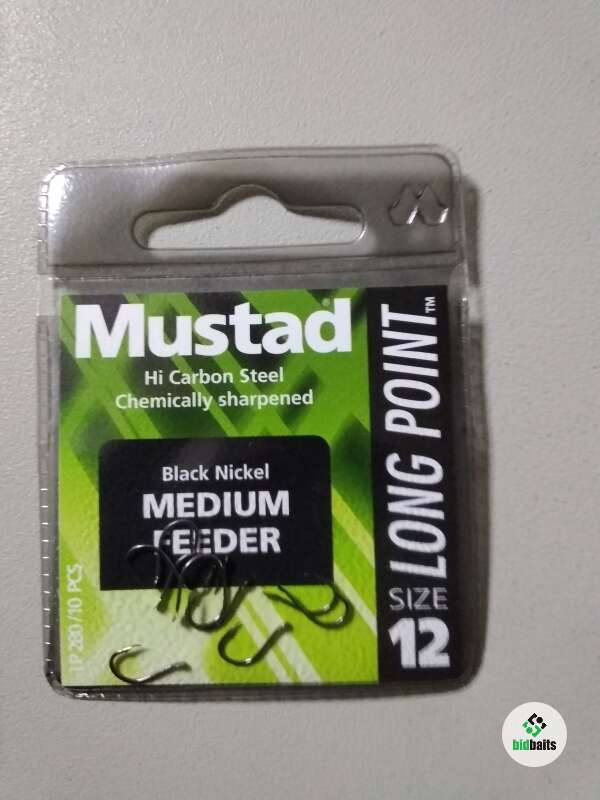 Mustad®
Hi Carbon Steel
Chemically sharpened
Black Nickel
MEDIUM
FEEDER
LP 280/10 PCS
LONG POINT™
SIZE
12
bidbaits